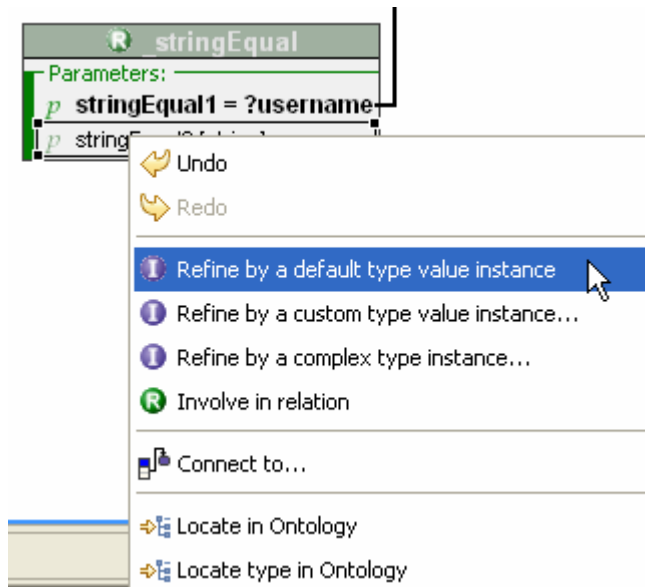 R _stringEqual
Parameters:
p stringEqual1 = ?username
p string
Undo
Redo
I Refine by a default type value instance
I Refine by a custom type value instance...
I Refine by a complex type instance...
R Involve in relation
Connect to...
Locate in Ontology
Locate type in Ontology